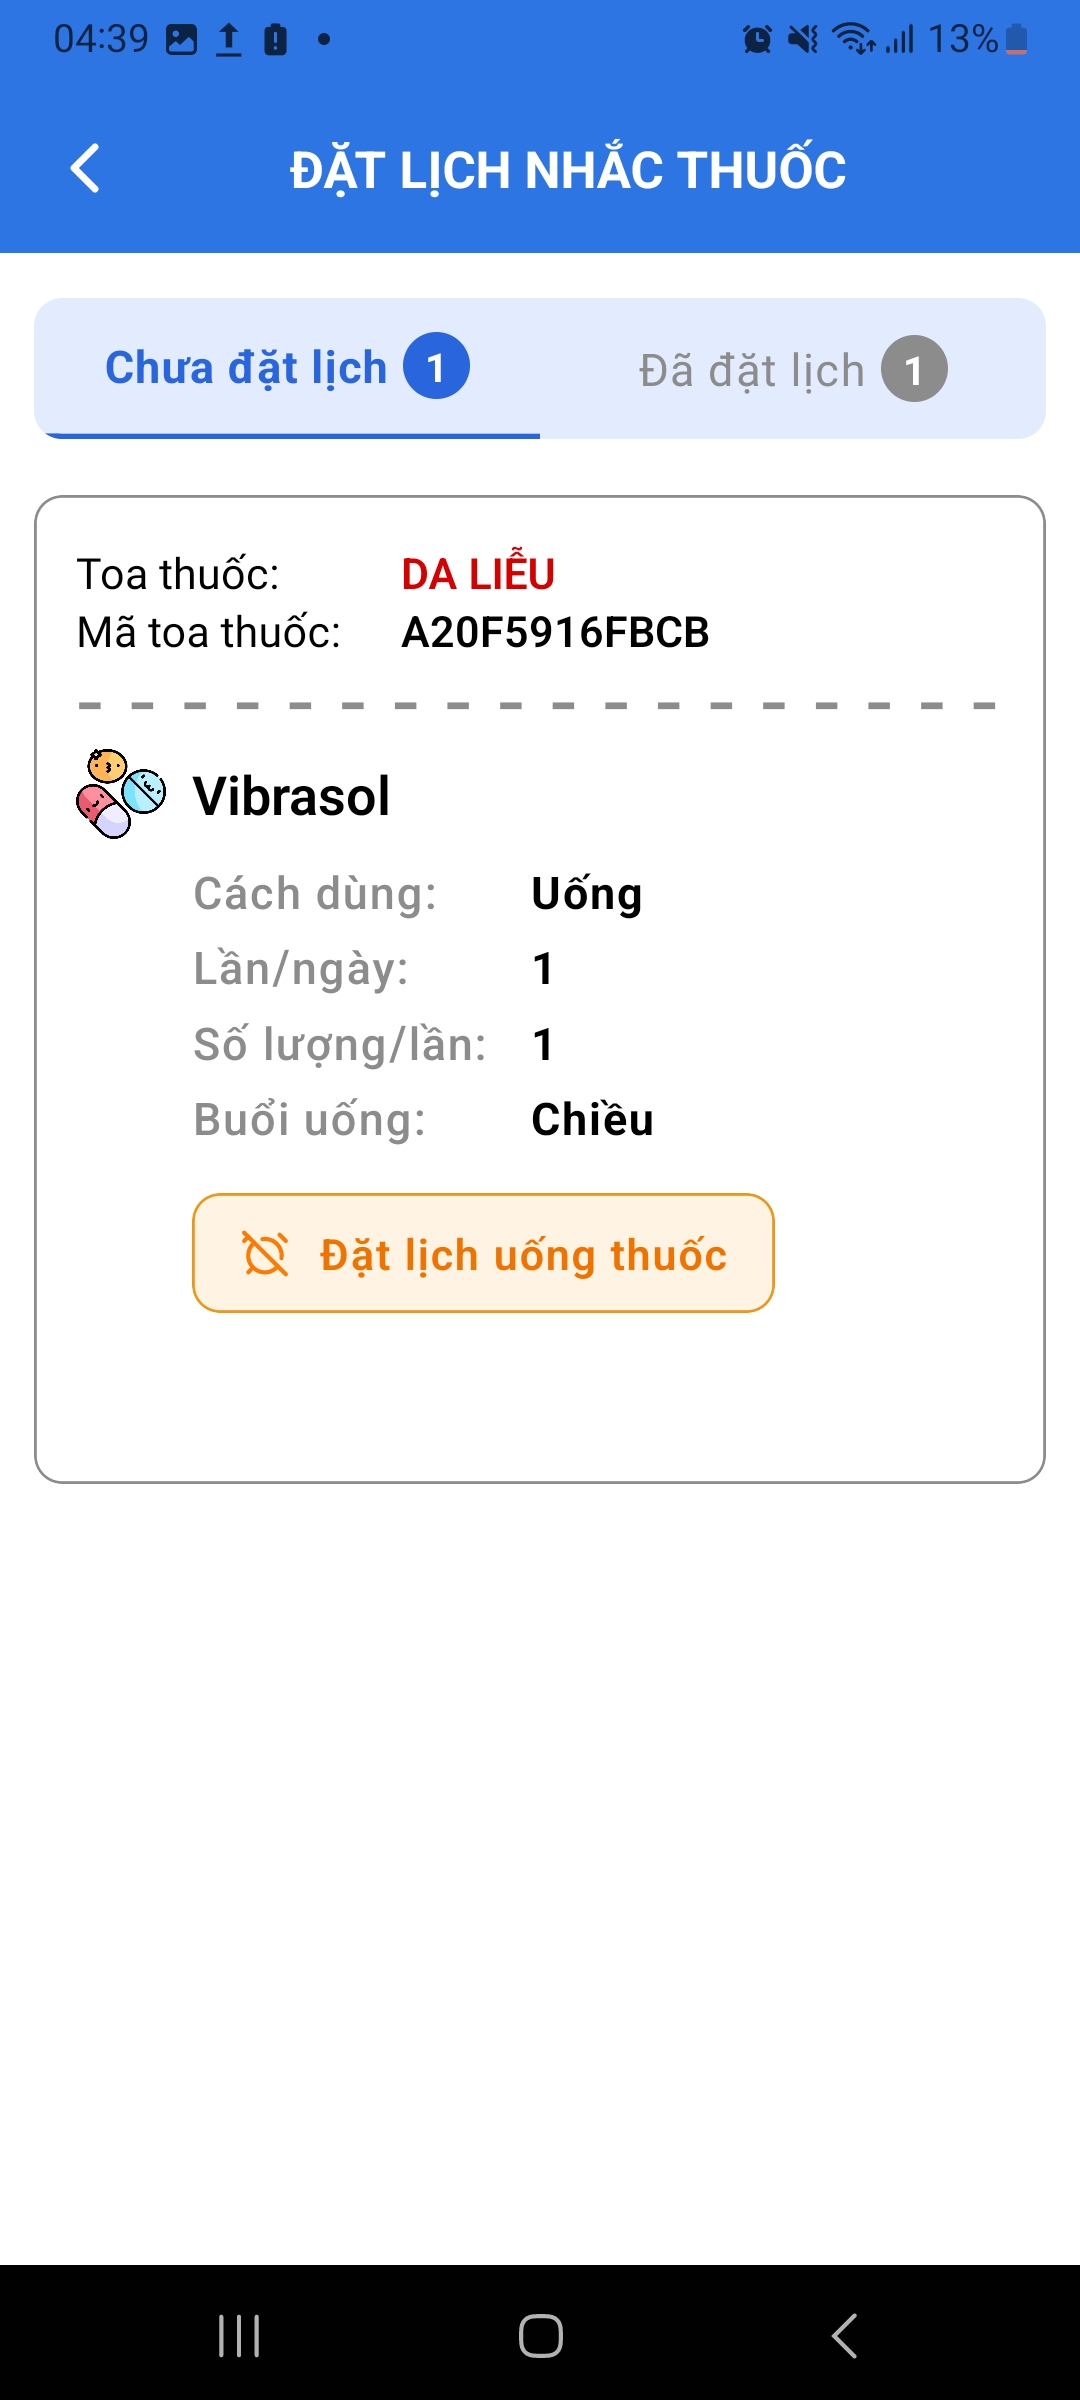 04:39
13%
ĐẶT LỊCH NHẮC THUỐC
Chưa đặt lịch 1
Đã đặt lịch 1
Toa thuốc: DA LIỄU
Mã toa thuốc: A20F5916FBCB
Vibrasol
Cách dùng: Uống
Lần/ngày: 1
Số lượng/lần: 1
Buổi uống: Chiều
Đặt lịch uống thuốc